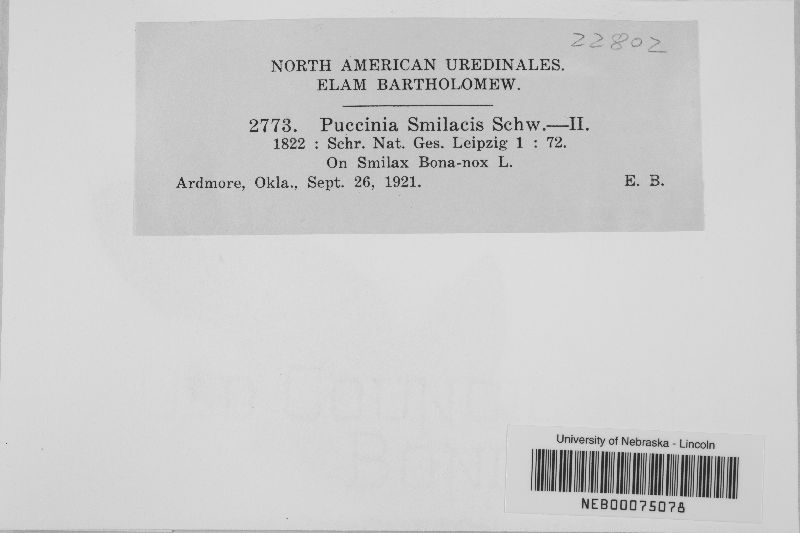 22802
NORTH AMERICAN UREDINALES.
ELAM BARTHOLOMEW.
2773. Puccinia Smilacis Schw.—II.
1822 : Schr. Nat. Ges. Leipzig 1 : 72.
On Smilax Bona-nox L.
Ardmore, Okla., Sept. 26, 1921. E. B.
University of Nebraska - Lincoln
NEB00075078